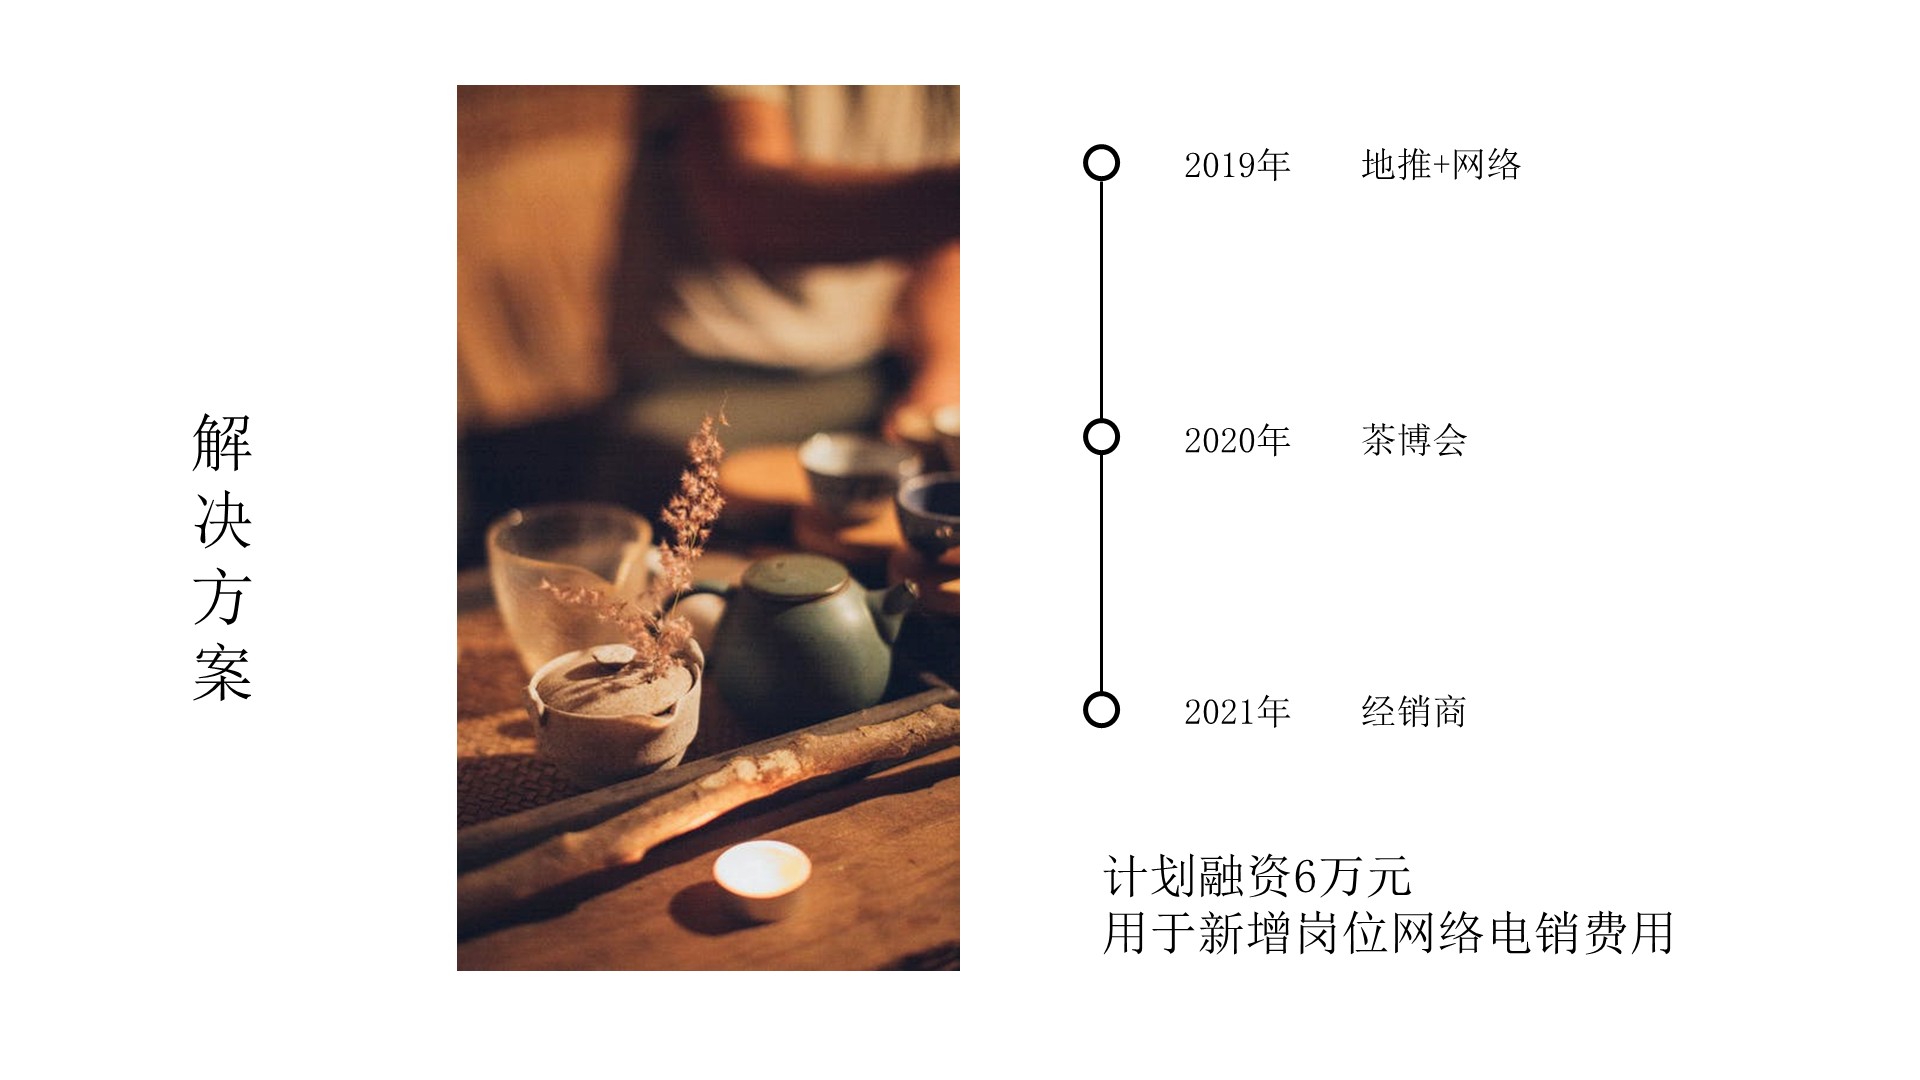 解决方案
2019年 地推+网络
2020年 茶博会
2021年 经销商
计划融资6万元
用于新增岗位网络电销费用